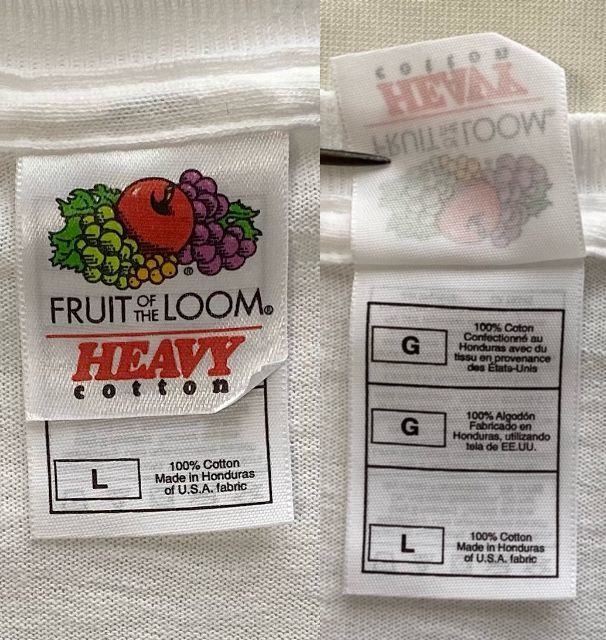 FRUIT OF THE LOOM®
HEAVY
cotton
L
100% Cotton
Made in Honduras
of U.S.A. fabric
cotton
HEAVY
FRUIT OF THE LOOM®
G
100% Coton
Confectionné au
Honduras avec du
tissu en provenance
des États-Unis
G
100% Algodón
Fabricado en
Honduras, utilizando
tela de EE.UU.
L
100% Cotton
Made in Honduras
of U.S.A. fabric